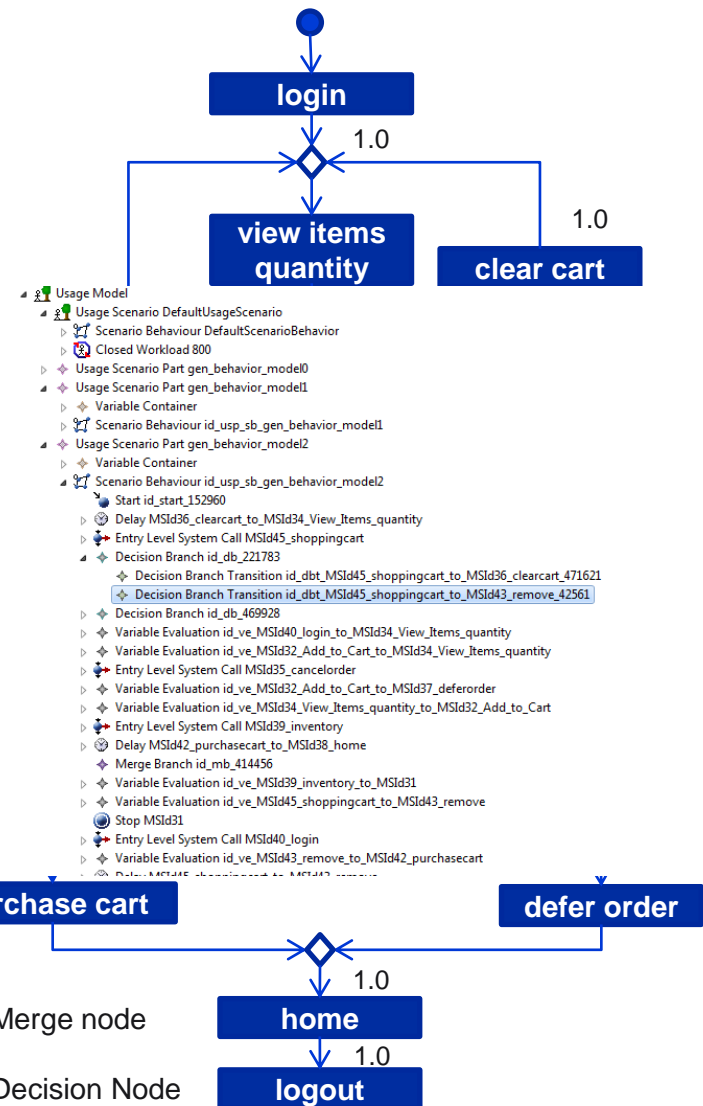 login
1.0
view items
quantity
1.0
clear cart
Usage Model
Usage Scenario DefaultUsageScenario
Scenario Behaviour DefaultScenarioBehavior
Closed Workload 800
Usage Scenario Part gen_behavior_model0
Usage Scenario Part gen_behavior_model1
Variable Container
Scenario Behaviour id_usp_sb_gen_behavior_model1
Usage Scenario Part gen_behavior_model2
Variable Container
Scenario Behaviour id_usp_sb_gen_behavior_model2
Start id_start_152960
Delay MSId36_clearcart_to_MSId34_View_Items_quantity
Entry Level System Call MSId45_shoppingcart
Decision Branch id_db_221783
Decision Branch Transition id_dbt_MSId45_shoppingcart_to_MSId36_clearcart_471621
Decision Branch Transition id_dbt_MSId45_shoppingcart_to_MSId43_remove_42561
Decision Branch id_db_469928
Variable Evaluation id_ve_MSId40_login_to_MSId34_View_Items_quantity
Variable Evaluation id_ve_MSId32_Add_to_Cart_to_MSId34_View_Items_quantity
Entry Level System Call MSId35_cancelorder
Variable Evaluation id_ve_MSId32_Add_to_Cart_to_MSId37_deferorder
Variable Evaluation id_ve_MSId34_View_Items_quantity_to_MSId32_Add_to_Cart
Entry Level System Call MSId39_inventory
Delay MSId42_purchasecart_to_MSId38_home
Merge Branch id_mb_414456
Variable Evaluation id_ve_MSId39_inventory_to_MSId31
Variable Evaluation id_ve_MSId45_shoppingcart_to_MSId43_remove
Stop MSId31
Entry Level System Call MSId40_login
Variable Evaluation id_ve_MSId43_remove_to_MSId42_purchasecart
Delay MSId45_shoppingcart_to_MSId43_remove
rchase cart
defer order
1.0
Merge node
home
1.0
Decision Node
logout